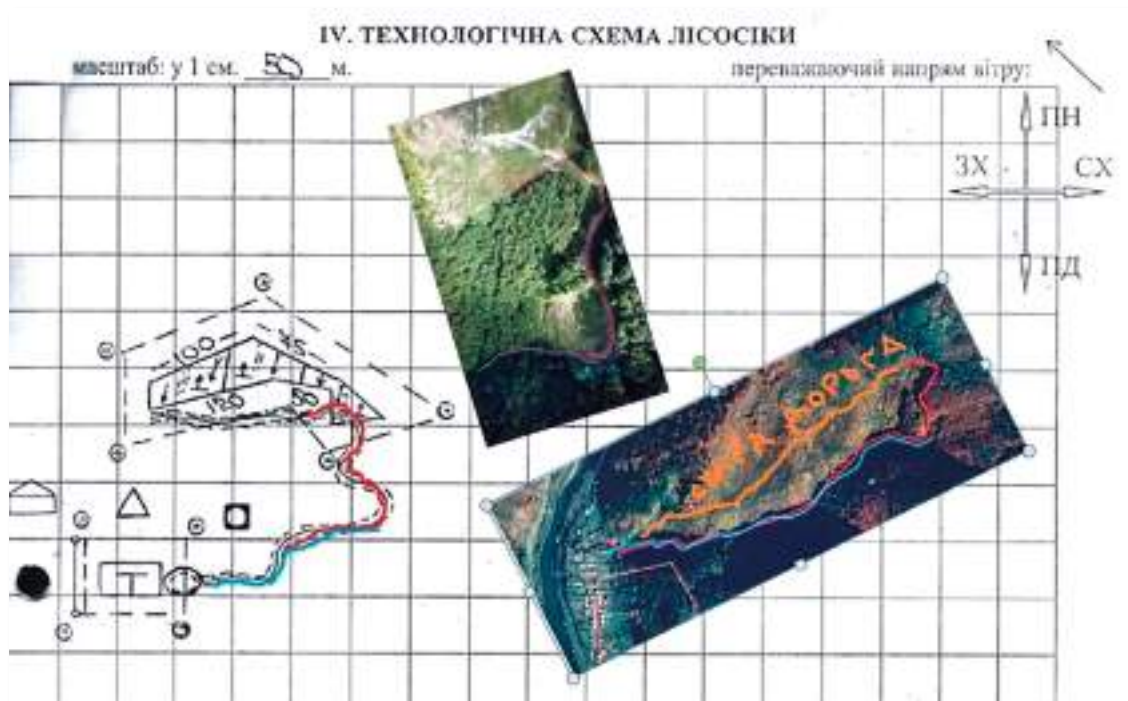 IV. ТЕХНОЛОГІЧНА СХЕМА ЛІСОСІКИ
масштаб: у 1 см. 50 м.
переважаючий напрям вітру:
ПН
ЗХ СХ
ПД
100
45
120
50
Т